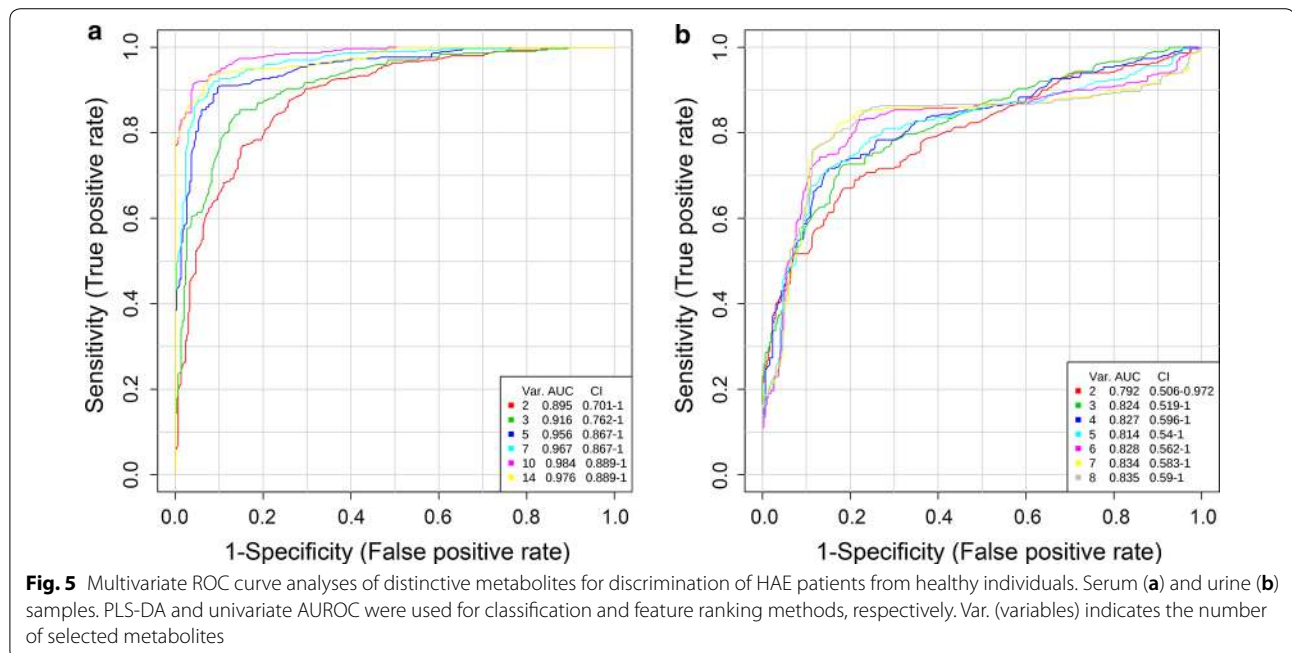 a
Sensitivity (True positive rate)
1.0
0.8
0.6
0.4
0.2
0.0
Var. AUC CI
2 0.895 0.701-1
3 0.916 0.762-1
5 0.956 0.867-1
7 0.967 0.867-1
10 0.984 0.889-1
14 0.976 0.889-1
0.0 0.2 0.4 0.6 0.8 1.0
1-Specificity (False positive rate)
b
Sensitivity (True positive rate)
1.0
0.8
0.6
0.4
0.2
0.0
Var. AUC CI
2 0.792 0.506-0.972
3 0.824 0.519-1
4 0.827 0.596-1
5 0.814 0.54-1
6 0.828 0.562-1
7 0.834 0.583-1
8 0.835 0.59-1
0.0 0.2 0.4 0.6 0.8 1.0
1-Specificity (False positive rate)
Fig. 5 Multivariate ROC curve analyses of distinctive metabolites for discrimination of HAE patients from healthy individuals. Serum (a) and urine (b)
samples. PLS-DA and univariate AUROC were used for classification and feature ranking methods, respectively. Var. (variables) indicates the number
of selected metabolites